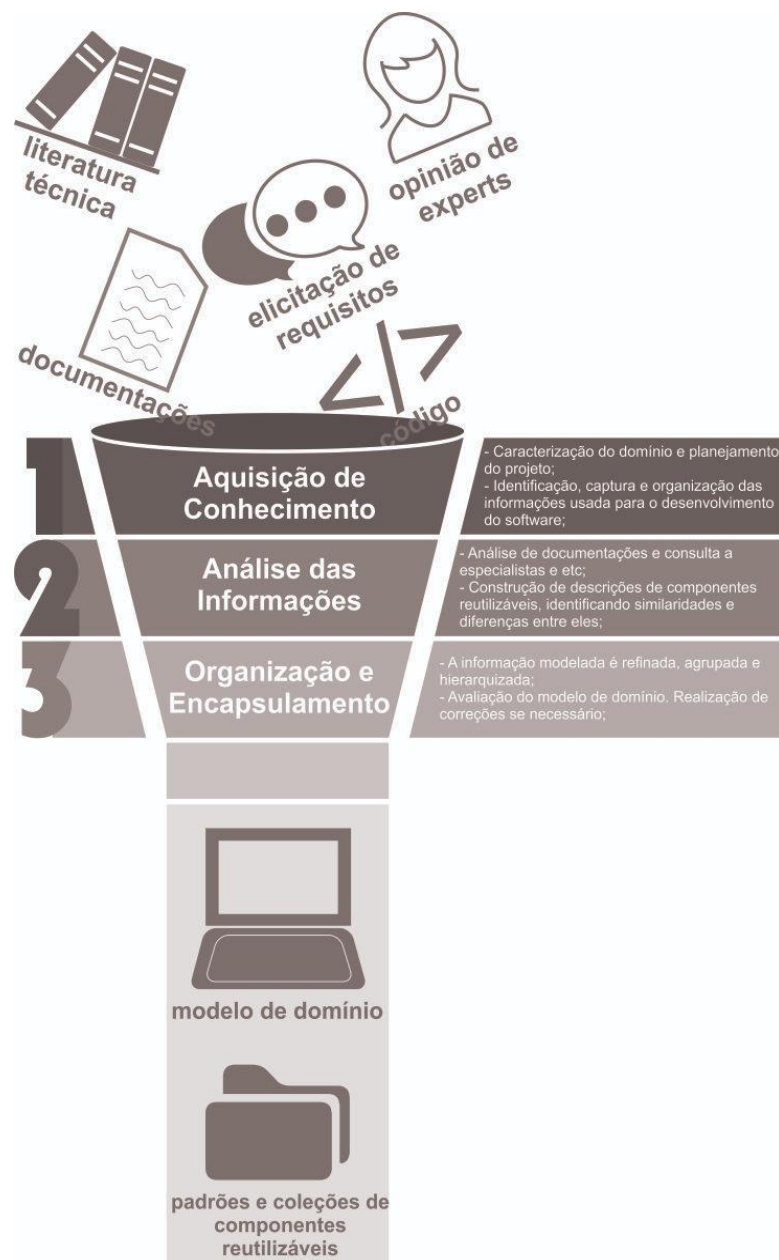 literatura
técnica
opinião de
experts
elicitação de
requisitos
documentações
código
1
Aquisição de
Conhecimento
- Caracterização do domínio e planejamento
do projeto;
- Identificação, captura e organização das
informações usada para o desenvolvimento
do software;
2
Análise das
Informações
- Análise de documentações e consulta a
especialistas e etc;
- Construção de descrições de componentes
reutilizáveis, identificando similaridades e
diferenças entre eles;
3
Organização e
Encapsulamento
- A informação modelada é refinada, agrupada e
hierarquizada;
- Avaliação do modelo de domínio. Realização de
correções se necessário;
modelo de domínio
padrões e coleções de
componentes
reutilizáveis